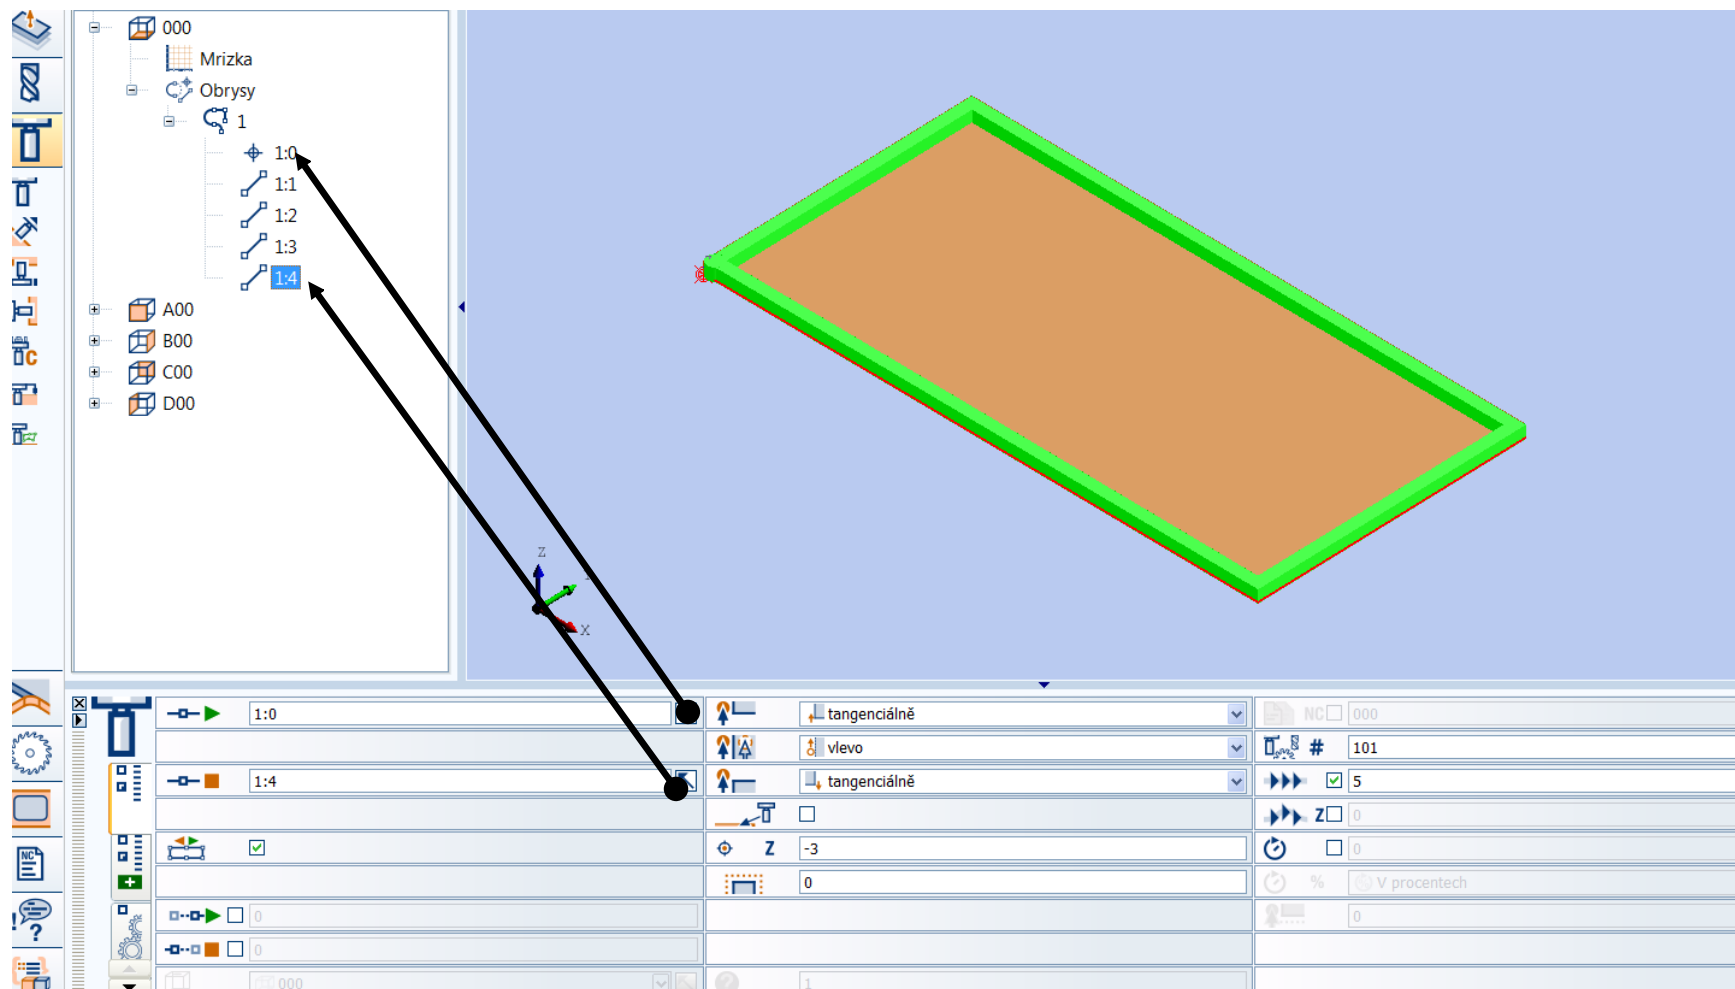 000
Mrizka
Obrysy
1
1:0
1:1
1:2
1:3
1:4
A00
B00
C00
D00
C
Z
X
1:0
tangenciálně
NC 000
vlevo
# 101
1:4
tangenciálně
5
Z 0
Z -3
0
0
% V procentech
0
0
0
000
1
NC
?